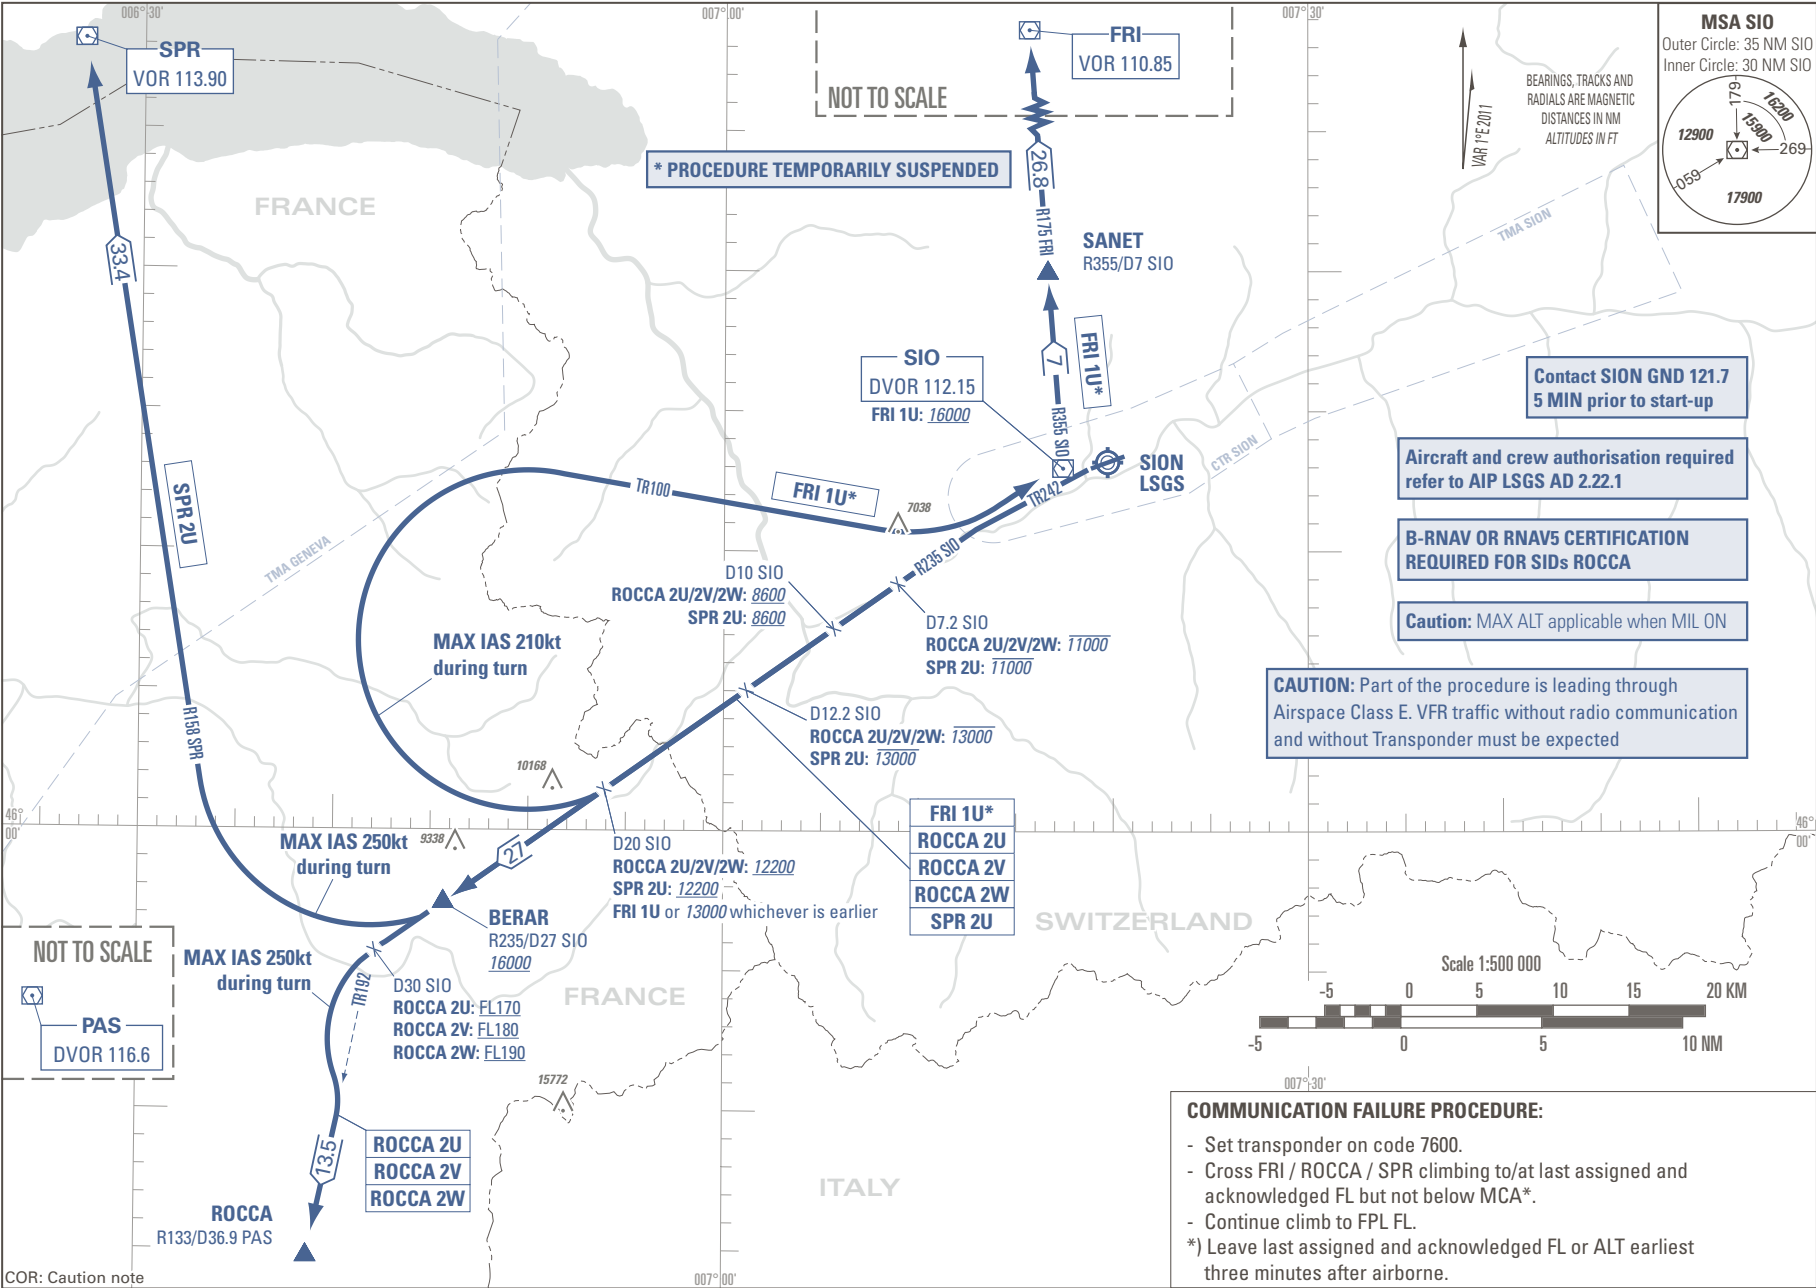 006° 30'
007° 00'
007° 30'
SPR
VOR 113.90
FRI
VOR 110.85
NOT TO SCALE
VAR 1°E 2011
BEARINGS, TRACKS AND
RADIALS ARE MAGNETIC
DISTANCES IN NM
ALTITUDES IN FT
MSA SIO
Outer Circle: 35 NM SIO
Inner Circle: 30 NM SIO
179
16200
15900
12900
269
059
17900
* PROCEDURE TEMPORARILY SUSPENDED
FRANCE
26.8
R175 FRI
33.4
SANET
R355/D7 SIO
TMA SION
FRI 1U*
7
R355 SIO
SIO
DVOR 112.15
FRI 1U: 16000
Contact SION GND 121.7
5 MIN prior to start-up
Aircraft and crew authorisation required
refer to AIP LSGS AD 2.22.1
B-RNAV OR RNAV5 CERTIFICATION
REQUIRED FOR SIDs ROCCA
Caution: MAX ALT applicable when MIL ON
CAUTION: Part of the procedure is leading through
Airspace Class E. VFR traffic without radio communication
and without Transponder must be expected
CTR SION
SION
LSGS
SPR 2U
TR100
FRI 1U*
7038
TR242
R235 SIO
TMA GENEVA
D10 SIO
ROCCA 2U/2V/2W: 8600
SPR 2U: 8600
D7.2 SIO
ROCCA 2U/2V/2W: 11000
SPR 2U: 11000
MAX IAS 210kt
during turn
D12.2 SIO
ROCCA 2U/2V/2W: 13000
SPR 2U: 13000
R158 SPR
10168
46°
00'
46°
00'
9338
MAX IAS 250kt
during turn
27
D20 SIO
ROCCA 2U/2V/2W: 12200
SPR 2U: 12200
FRI 1U or 13000 whichever is earlier
FRI 1U*
ROCCA 2U
ROCCA 2V
ROCCA 2W
SPR 2U
SWITZERLAND
BERAR
R235/D27 SIO
16000
NOT TO SCALE
PAS
DVOR 116.6
MAX IAS 250kt
during turn
TR192
D30 SIO
ROCCA 2U: FL170
ROCCA 2V: FL180
ROCCA 2W: FL190
FRANCE
Scale 1:500 000
-5 0 5 10 15 20 KM
-5 0 5 10 NM
15772
007° 30'
13.5
ROCCA 2U
ROCCA 2V
ROCCA 2W
ITALY
ROCCA
R133/D36.9 PAS
COMMUNICATION FAILURE PROCEDURE:
- Set transponder on code 7600.
- Cross FRI / ROCCA / SPR climbing to/at last assigned and
acknowledged FL but not below MCA*.
- Continue climb to FPL FL.
*) Leave last assigned and acknowledged FL or ALT earliest
three minutes after airborne.
COR: Caution note
007° 00'